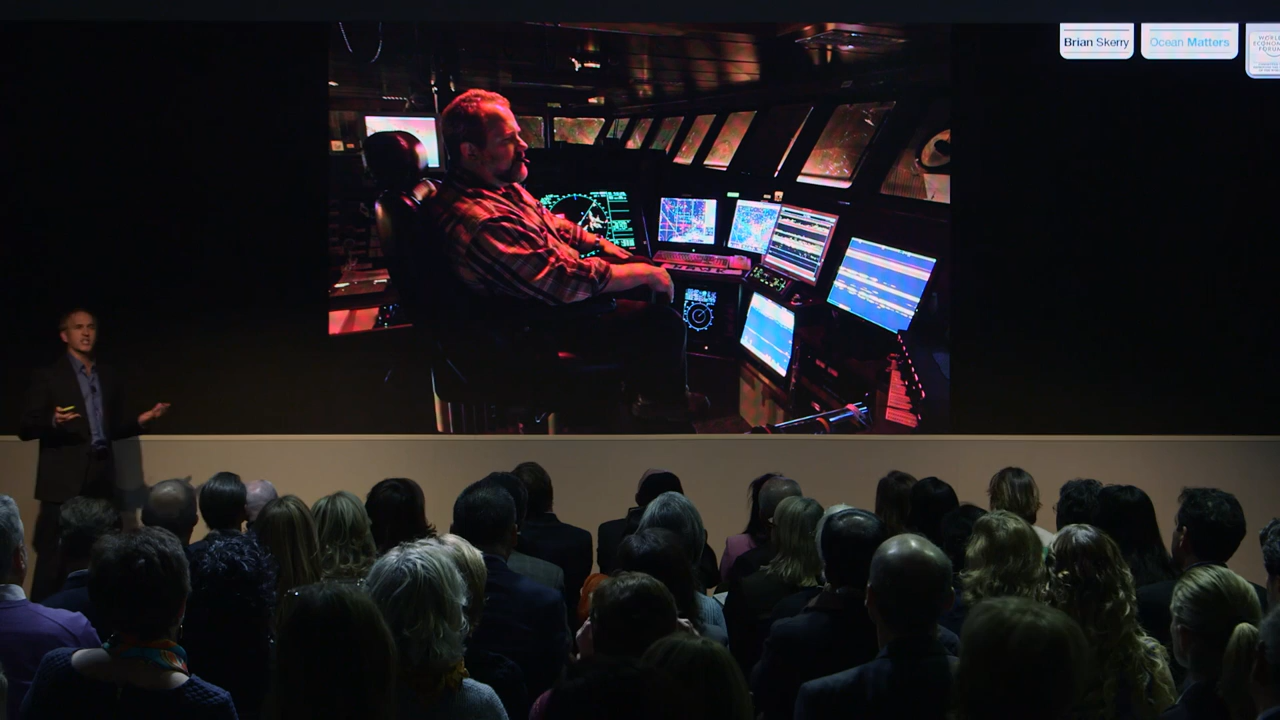 Brian Skerry
Ocean Matters
WORLD
ECONOMIC
FORUM